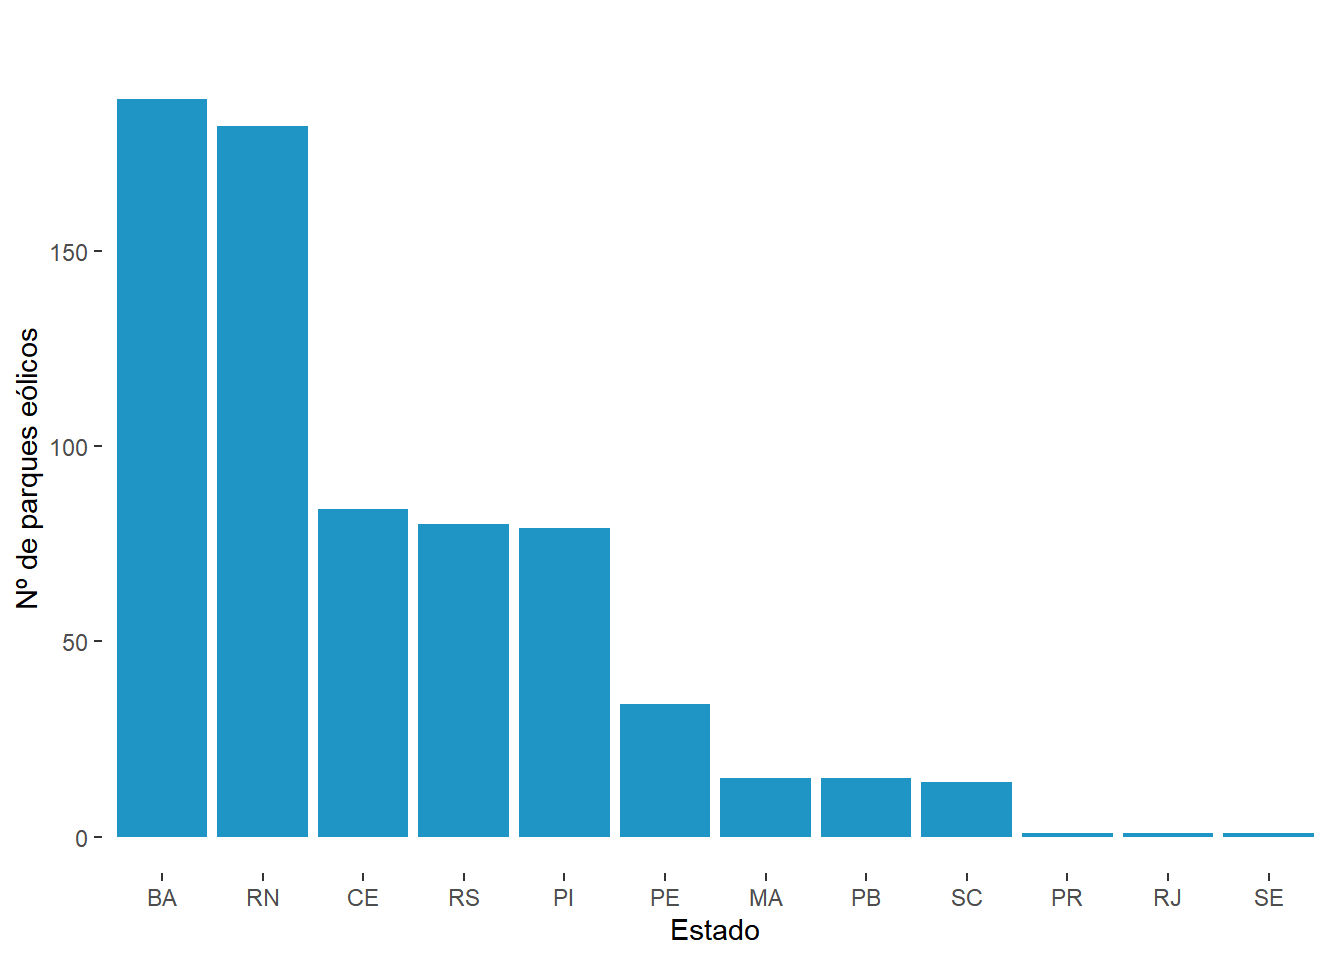 Nº de parques eólicos
150
100
50
0
BA RN CE RS PI PE MA PB SC PR RJ SE
Estado